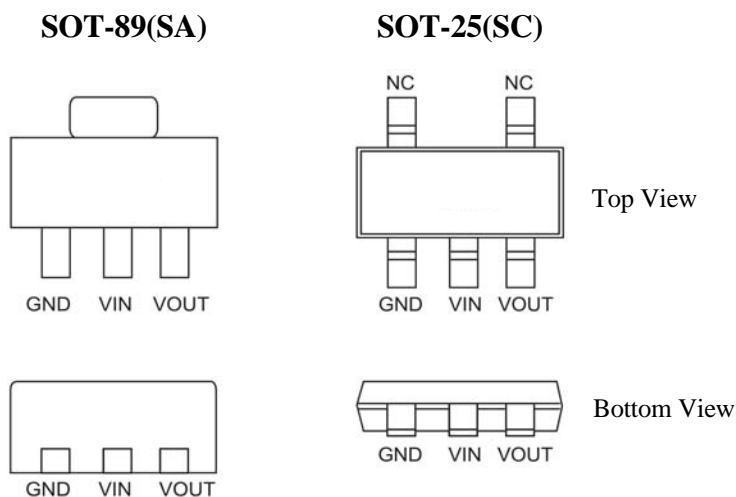 SOT-89(SA)
SOT-25(SC)
NC NC
Top View
GND VIN VOUT
GND VIN VOUT
Bottom View
GND VIN VOUT
GND VIN VOUT